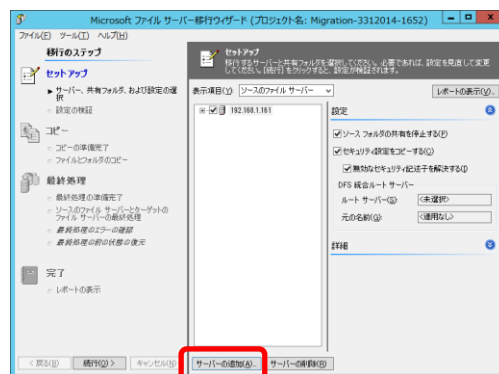 Microsoft ファイル サーバー移行ウィザード (プロジェクト名: Migration-3312014-1652)
ファイル(F) ツール(T) ヘルプ(H)
移行のステップ
セットアップ
サーバー、共有フォルダ、および設定の選
択
設定の検証
コピー
コピーの準備完了
ファイルとフォルダのコピー
最終処理
最終処理の準備完了
ソースのファイル サーバーとターゲットの
ファイル サーバーの最終処理
最終処理のエラーの確認
最終処理の前の状態の復元
完了
レポートの表示
セットアップ
移行するサーバーと共有フォルダを選択してください。必要であれば、設定を見直して変更
してください。[続行] をクリックすると、設定が検証されます。
表示項目(Y): ソースのファイル サーバー
レポートの表示(V)...
192.168.1.161
設定
ソース フォルダの共有を停止する(P)
セキュリティ設定をコピーする(C)
無効なセキュリティ記述子を解決する(I)
DFS 統合ルート サーバー
ルート サーバー(S): <未選択>
元の名前(G): <適用なし>
詳細
< 戻る(B) 続行(O) > キャンセル(N) サーバーの追加(A)... サーバーの削除(R)